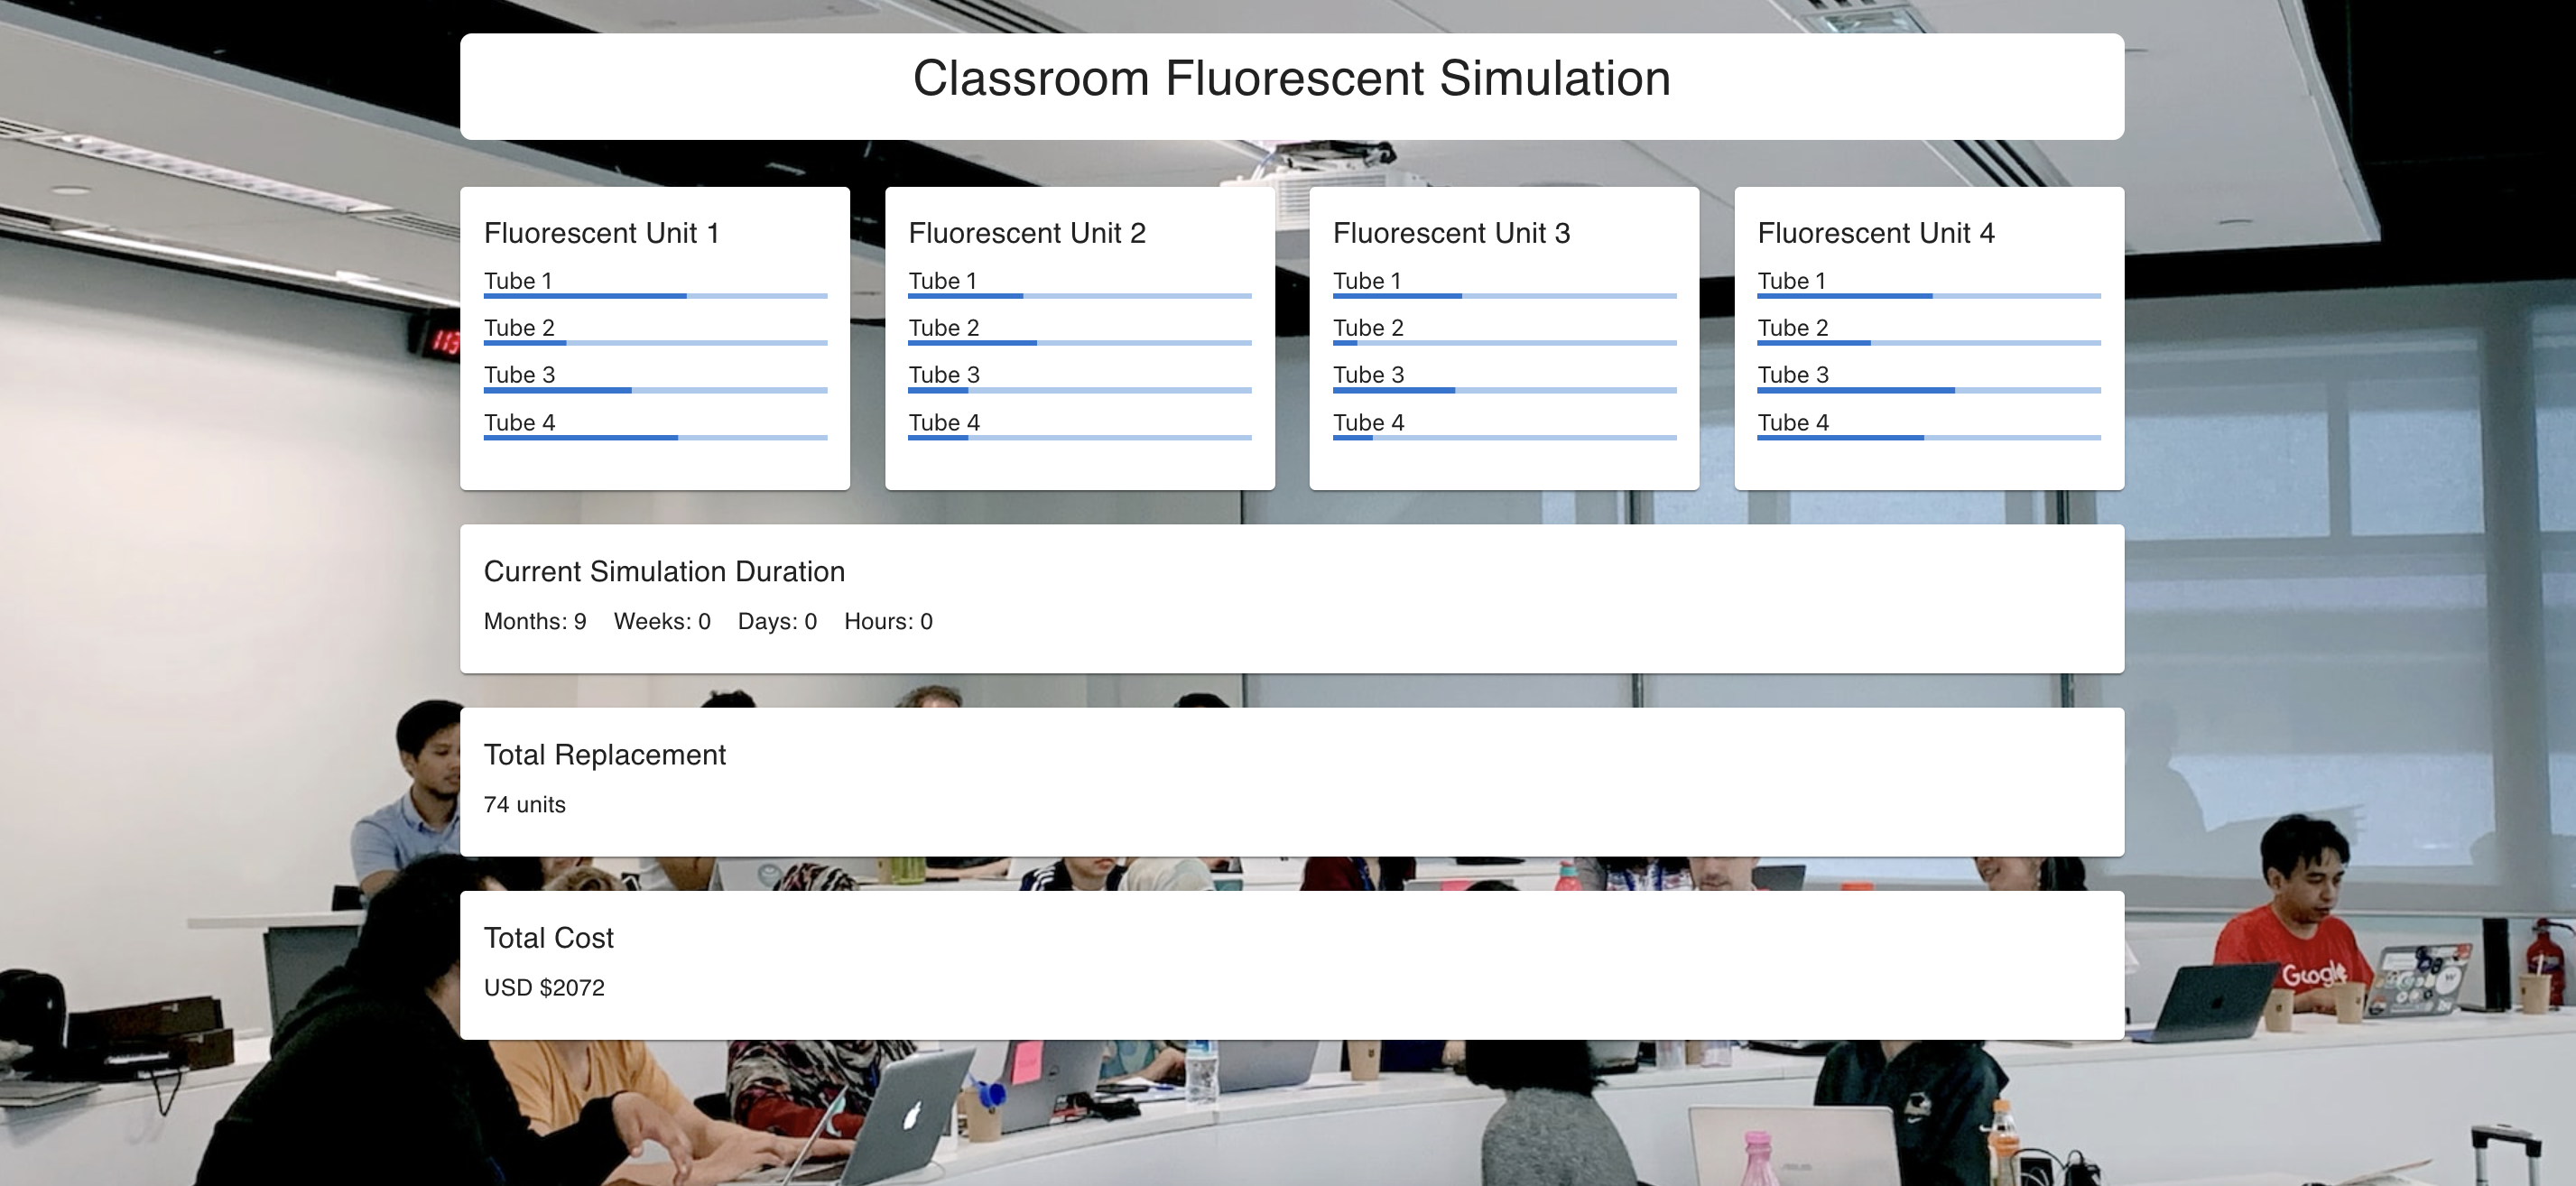 Classroom Fluorescent Simulation
Fluorescent Unit 1
Tube 1
Tube 2
Tube 3
Tube 4
Fluorescent Unit 2
Tube 1
Tube 2
Tube 3
Tube 4
Fluorescent Unit 3
Tube 1
Tube 2
Tube 3
Tube 4
Fluorescent Unit 4
Tube 1
Tube 2
Tube 3
Tube 4
113
Current Simulation Duration
Months: 9 Weeks: 0 Days: 0 Hours: 0
Total Replacement
74 units
Total Cost
USD $2072
Google